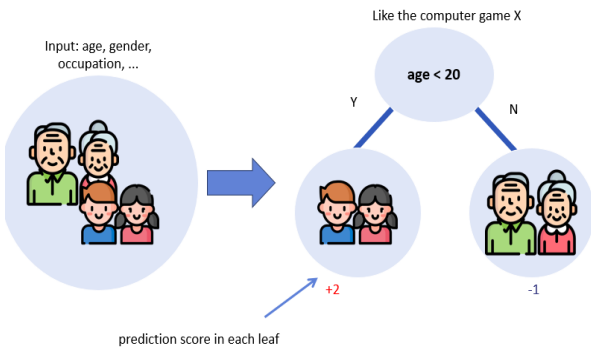 Like the computer game X
Input: age, gender,
occupation, ...
age < 20
Y
N
+2
-1
prediction score in each leaf